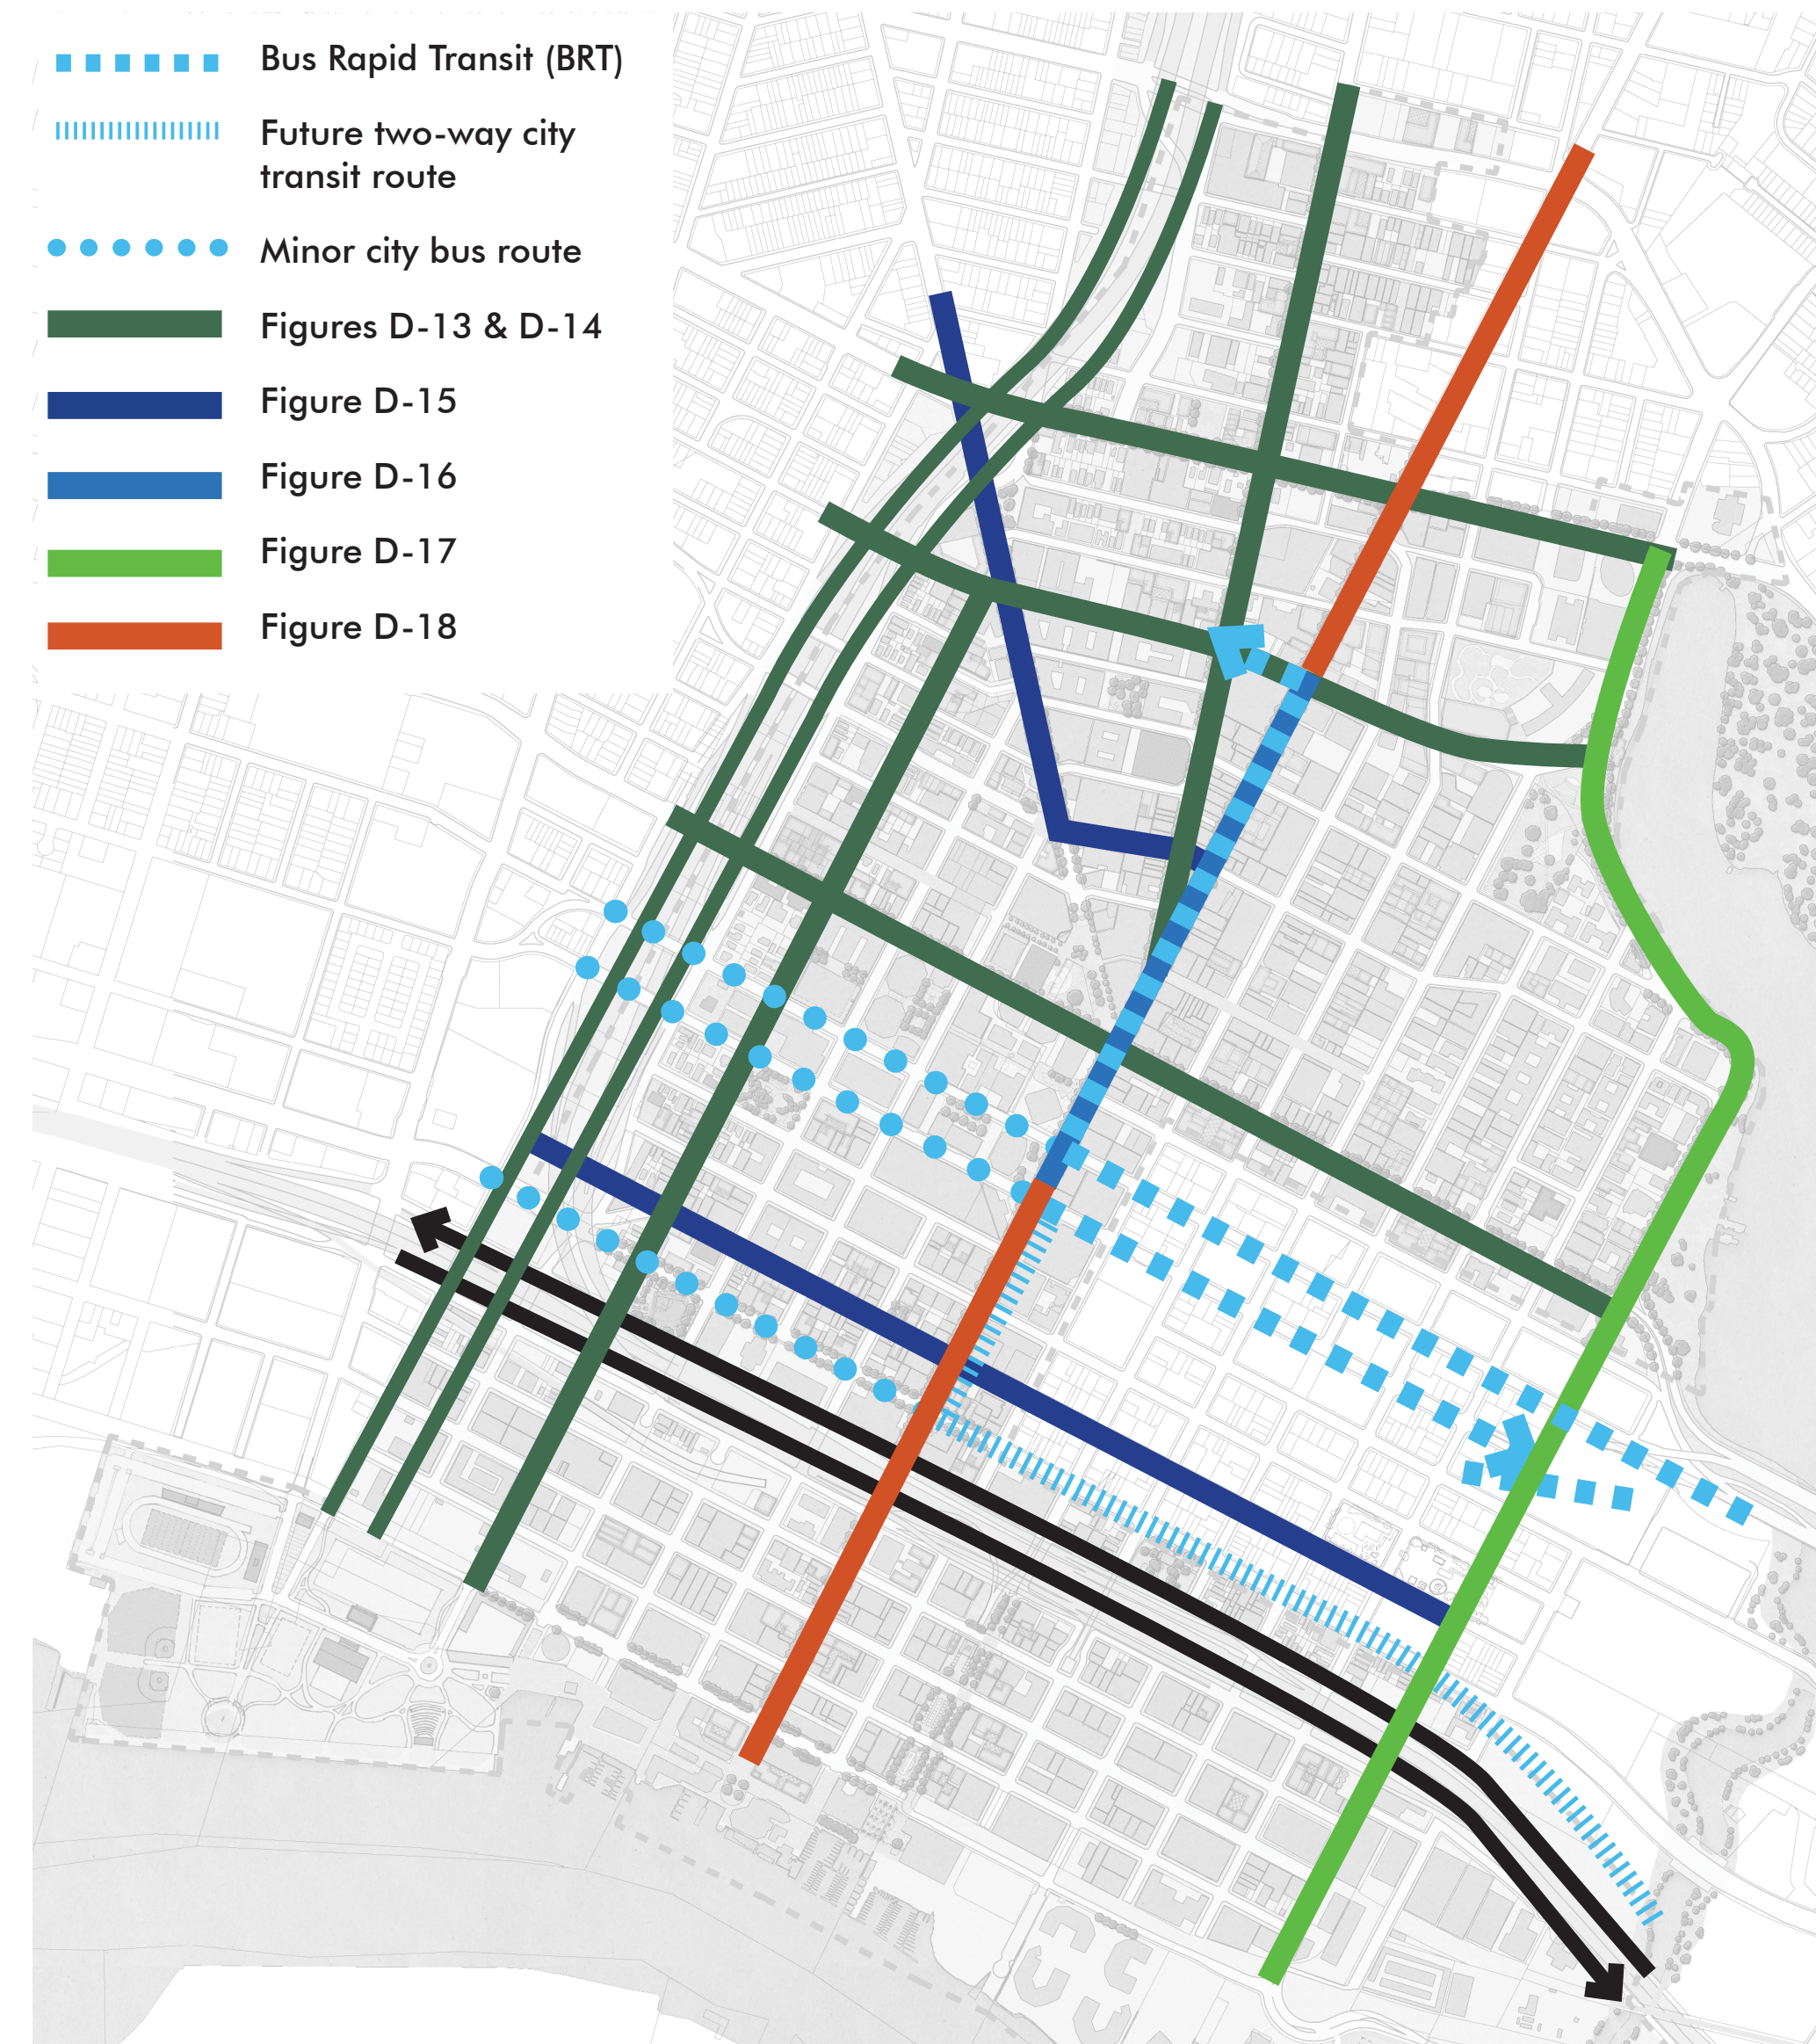 Bus Rapid Transit (BRT)
Future two-way city
transit route
Minor city bus route
Figures D-13 & D-14
Figure D-15
Figure D-16
Figure D-17
Figure D-18